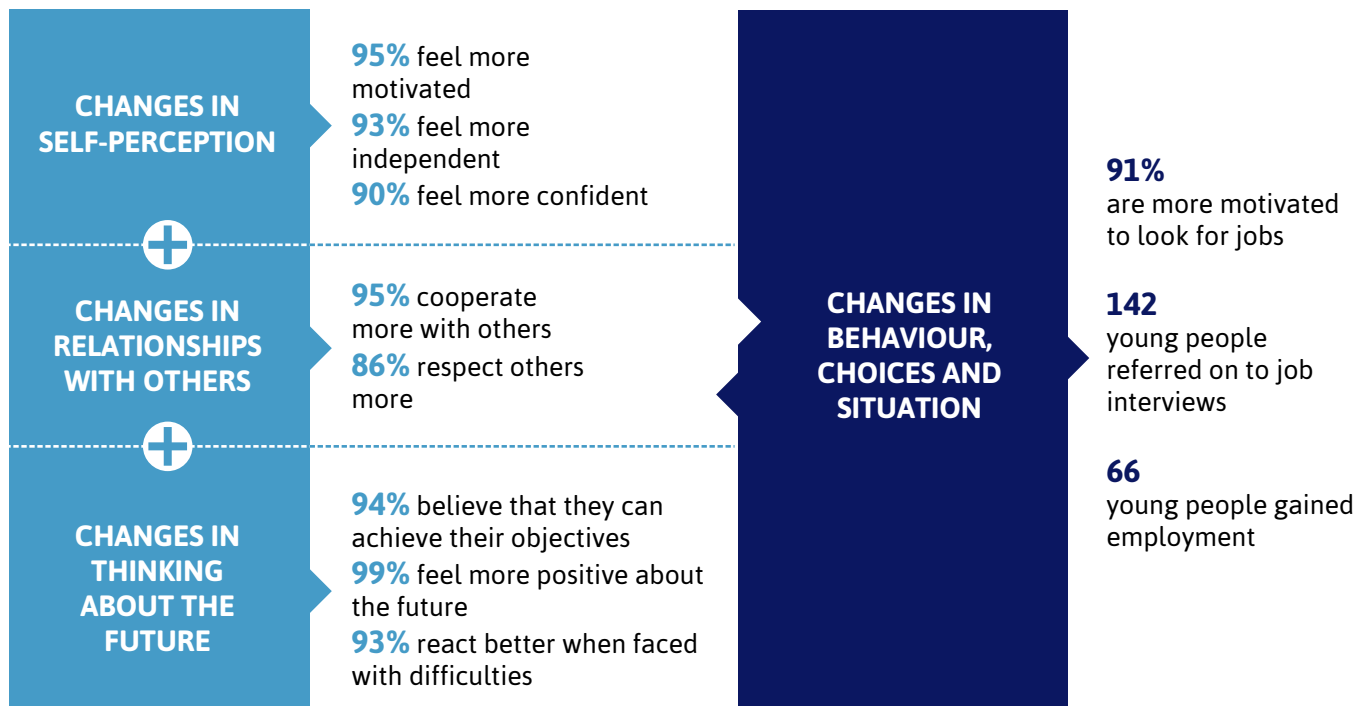 CHANGES IN
SELF-PERCEPTION
95% feel more
motivated
93% feel more
independent
90% feel more confident
CHANGES IN
RELATIONSHIPS
WITH OTHERS
95% cooperate
more with others
86% respect others
more
CHANGES IN
THINKING
ABOUT THE
FUTURE
94% believe that they can
achieve their objectives
99% feel more positive about
the future
93% react better when faced
with difficulties
CHANGES IN
BEHAVIOUR,
CHOICES AND
SITUATION
91%
are more motivated
to look for jobs
142
young people
referred on to job
interviews
66
young people gained
employment